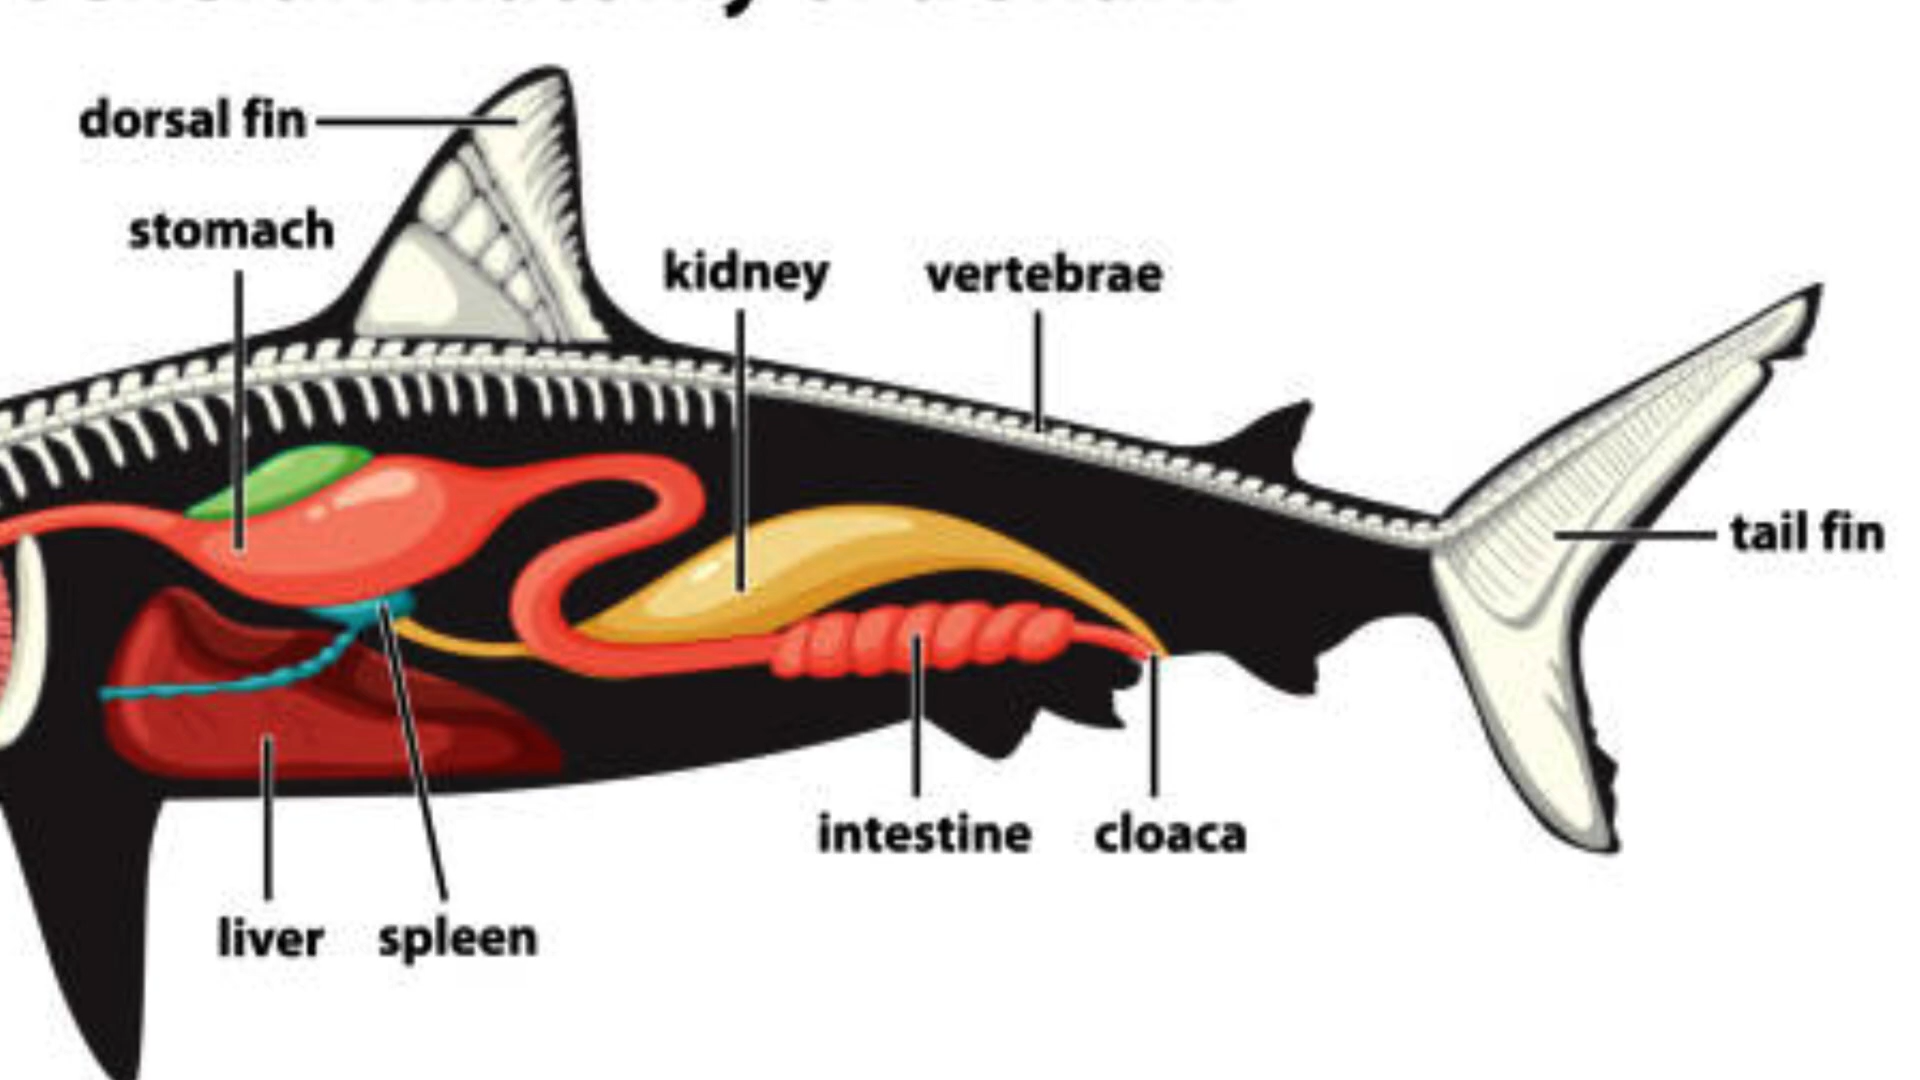 dorsal fin
stomach
kidney
vertebrae
tail fin
intestine
cloaca
liver
spleen